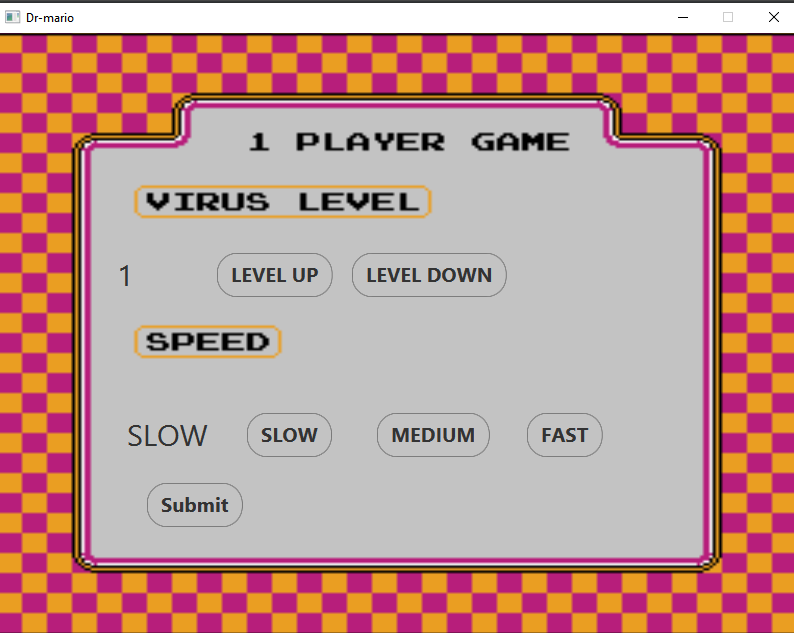 Dr-mario
1 PLAYER GAME
VIRUS LEVEL
1 LEVEL UP LEVEL DOWN
SPEED
SLOW SLOW MEDIUM FAST
Submit